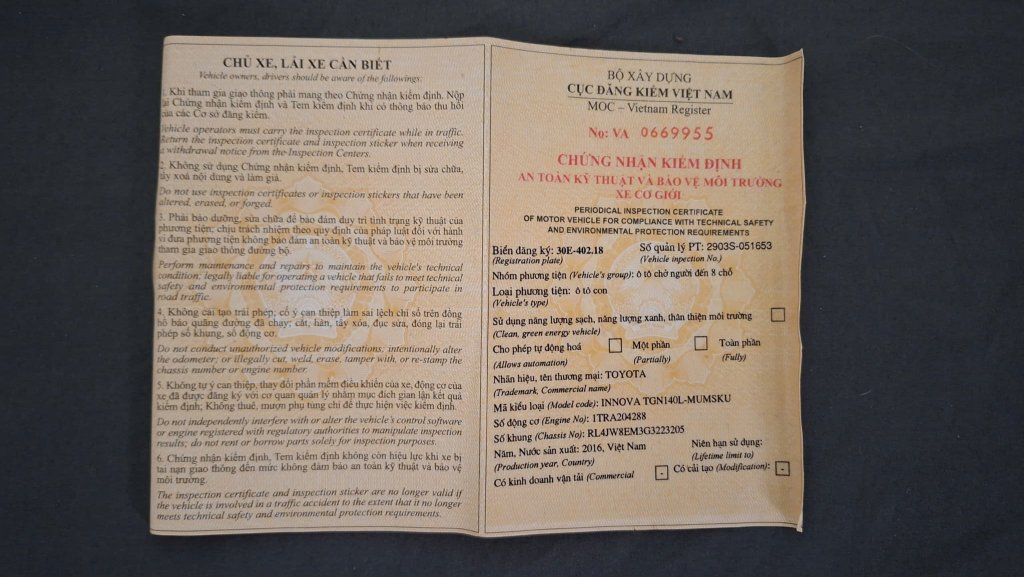 CHỦ XE, LÁI XE CẦN BIẾT
Vehicle owners, drivers should be aware of the followings:
1. Khi tham gia giao thông phải mang theo Chứng nhận kiểm định. Nộp
lại Chứng nhận kiểm định và Tem kiểm định khi có thông báo thu hồi
của các Cơ sở đăng kiểm.
Vehicle operators must carry the inspection certificate while in traffic.
Return the inspection certificate and inspection sticker when receiving
a withdrawal notice from the Inspection Centers.
2. Không sử dụng Chứng nhận kiểm định, Tem kiểm định bị sửa chữa,
tẩy xoá nội dung và làm giả.
Do not use inspection certificates or inspection stickers that have been
altered, erased, or forged.
3. Phải bảo dưỡng, sửa chữa để bảo đảm duy trì tình trạng kỹ thuật của
phương tiện; chịu trách nhiệm theo quy định của pháp luật đối với hành
vi đưa phương tiện không bảo đảm an toàn kỹ thuật và bảo vệ môi trường
tham gia giao thông đường bộ.
Perform maintenance and repairs to maintain the vehicle's technical
condition, legally liable for operating a vehicle that fails to meet technical
safety and environmental protection requirements to participate in
road traffic.
4. Không cải tạo trái phép; cố ý can thiệp làm sai lệch chỉ số trên đồng
hồ báo quãng đường đã chạy; cắt, hàn, tẩy xóa, đục sửa, đóng lại trái
phép số khung, số động cơ.
Do not conduct unauthorized vehicle modifications, intentionally alter
the odometer; or illegally cut, weld, erase, tamper with, or re-stamp the
chassis number or engine number.
5. Không tự ý can thiệp, thay đổi phần mềm điều khiển của xe, động cơ của
xe đã được đăng ký với cơ quan quản lý nhằm mục đích gian lận kết quả
kiểm định; Không thuê, mượn phụ tùng chỉ để thực hiện việc kiểm định.
Do not independently interfere with or alter the vehicle's control software
or engine registered with regulatory authorities to manipulate inspection
results; do not rent or borrow parts solely for inspection purposes.
6. Chứng nhận kiểm định, Tem kiểm định không còn hiệu lực khi xe bị
tai nạn giao thông đến mức không đảm bảo an toàn kỹ thuật và bảo vệ
môi trường.
The inspection certificate and inspection sticker are no longer valid if
the vehicle is involved in a traffic accident to the extent that it no longer
meets technical safety and environmental protection requirements.
BỘ XÂY DỰNG
CỤC ĐĂNG KIỂM VIỆT NAM
MOC – Vietnam Register
No: VA 0669955
CHỨNG NHẬN KIỂM ĐỊNH
AN TOÀN KỸ THUẬT VÀ BẢO VỆ MÔI TRƯỜNG
XE CƠ GIỚI
PERIODICAL INSPECTION CERTIFICATE
OF MOTOR VEHICLE FOR COMPLIANCE WITH TECHNICAL SAFETY
AND ENVIRONMENTAL PROTECTION REQUIREMENTS
Biển đăng ký: 30E-402.18 Số quản lý PT: 2903S-051653
(Registration plate) (Vehicle inpection No.)
Nhóm phương tiện (Vehicle's group): ô tô chở người đến 8 chỗ
Loại phương tiện: ô tô con
(Vehicle's type)
Sử dụng năng lượng sạch, năng lượng xanh, thân thiện môi trường
(Clean, green energy vehicle)
Cho phép tự động hoá Một phần Toàn phần
(Allows automation) (Partially) (Fully)
Nhãn hiệu, tên thương mại: TOYOTA
(Trademark, Commercial name)
Mã kiểu loại (Model code): INNOVA TGN140L-MUMSKU
Số động cơ (Engine No): 1TRA204288
Số khung (Chassis No): RL4JW8EM3G3223205
Năm, Nước sản xuất: 2016, Việt Nam Niên hạn sử dụng:
(Production year, Country) (Lifetime limit to)
Có kinh doanh vận tải (Commercial - Có cải tạo (Modification): -